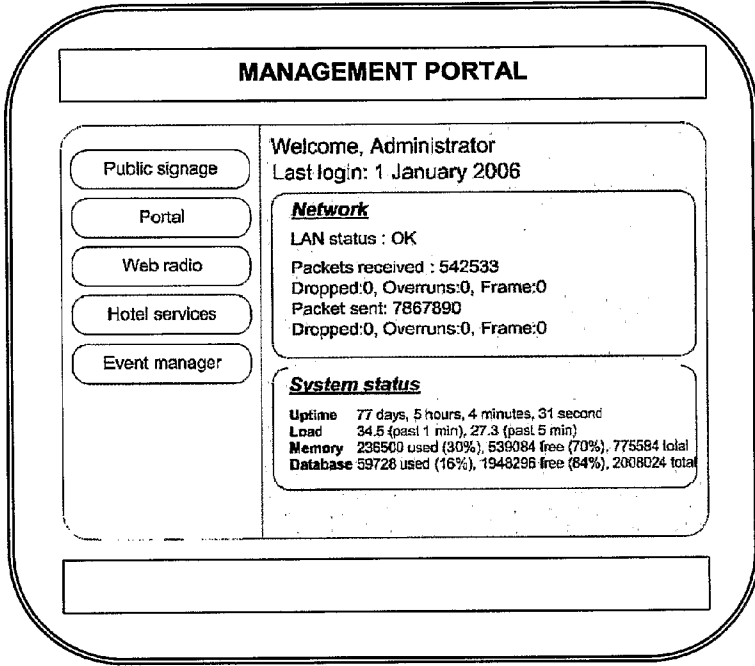 MANAGEMENT PORTAL
Public signage
Portal
Web radio
Hotel services
Event manager
Welcome, Administrator
Last login: 1 January 2006
Network
LAN status : OK
Packets received : 542533
Dropped:0, Overruns:0, Frame:0
Packet sent: 7867890
Dropped:0, Overruns:0, Frame:0
System status
Uptime 77 days, 5 hours, 4 minutes, 31 second
Load 34.5 (past 1 min), 27.3 (past 5 min)
Memory 236500 used (30%), 539084 free (70%), 775584 total
Database 59728 used (16%), 1948296 free (84%), 2008024 total